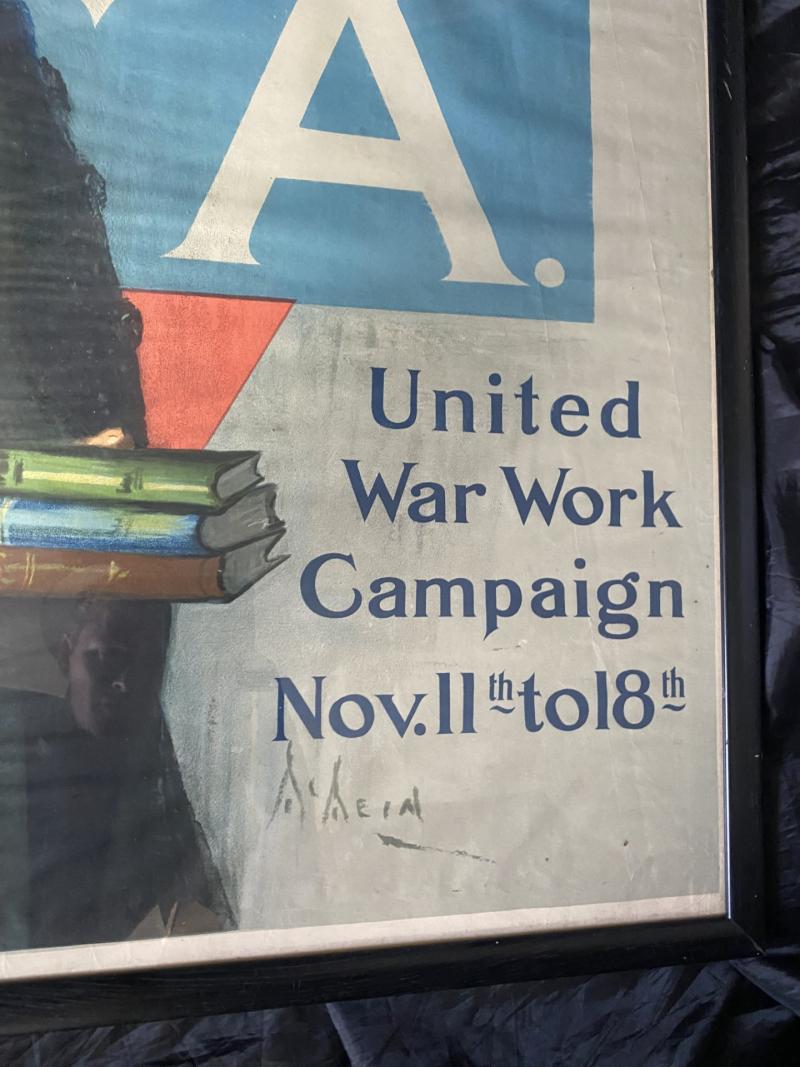 A.
United
War Work
Campaign
Nov. 11th to 18th